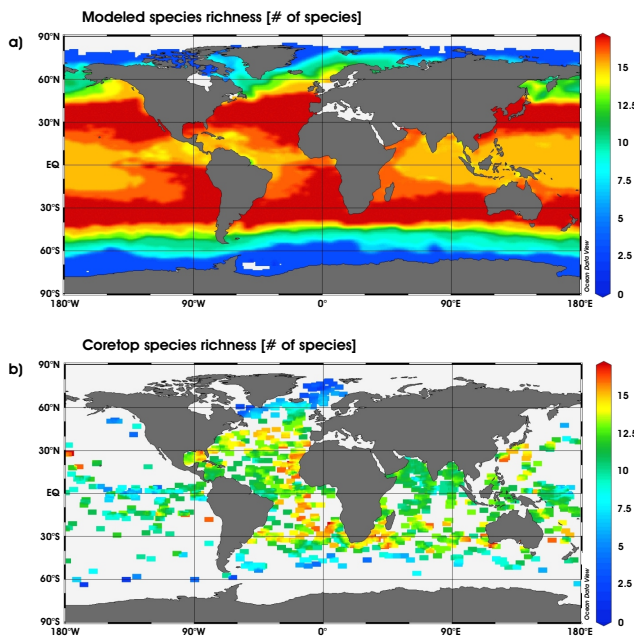 Modeled species richness [# of species]
a)
90°N
60°N
30°N
EQ
30°S
60°S
90°S
180°W
90°W
0°
90°E
180°E
15
12.5
10
7.5
5
2.5
0
Ocean Data View
Coretop species richness [# of species]
b)
90°N
60°N
30°N
EQ
30°S
60°S
90°S
180°W
90°W
0°
90°E
180°E
15
12.5
10
7.5
5
2.5
0
Ocean Data View